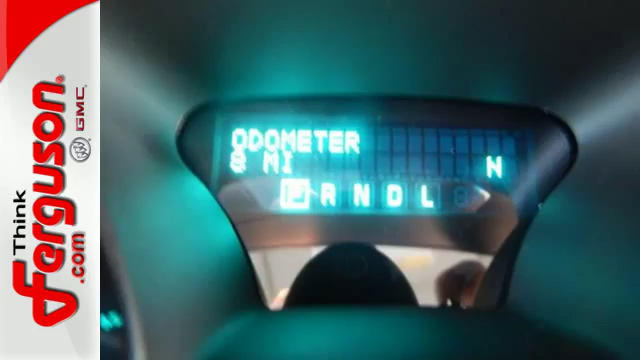 Think
Ferguson.com
GMC
ODOMETER
8 MI
N
P R N D L